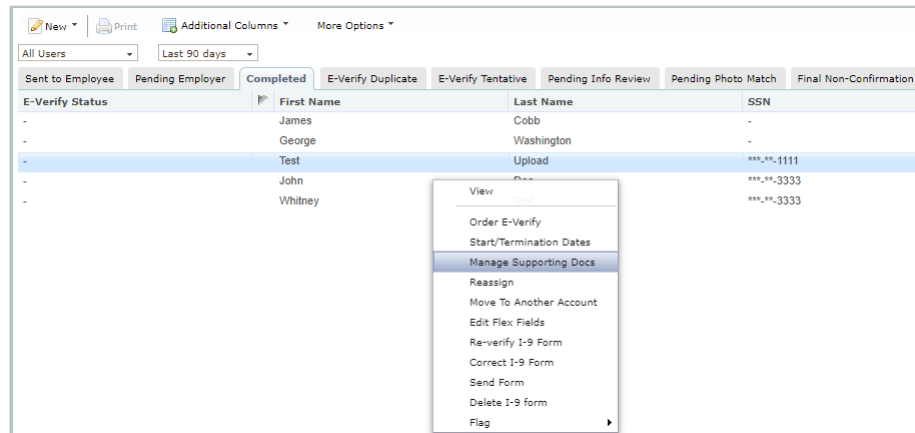 New Print Additional Columns More Options
All Users Last 90 days
Sent to Employee Pending Employer Completed E-Verify Duplicate E-Verify Tentative Pending Info Review Pending Photo Match Final Non-Confirmation
E-Verify Status First Name Last Name SSN
- James Cobb -
- George Washington -
- Test Upload ***-**-1111
- John Doe ***-**-3333
- Whitney ***-**-3333
View
Order E-Verify
Start/Termination Dates
Manage Supporting Docs
Reassign
Move To Another Account
Edit Flex Fields
Re-verify I-9 Form
Correct I-9 Form
Send Form
Delete I-9 form
Flag